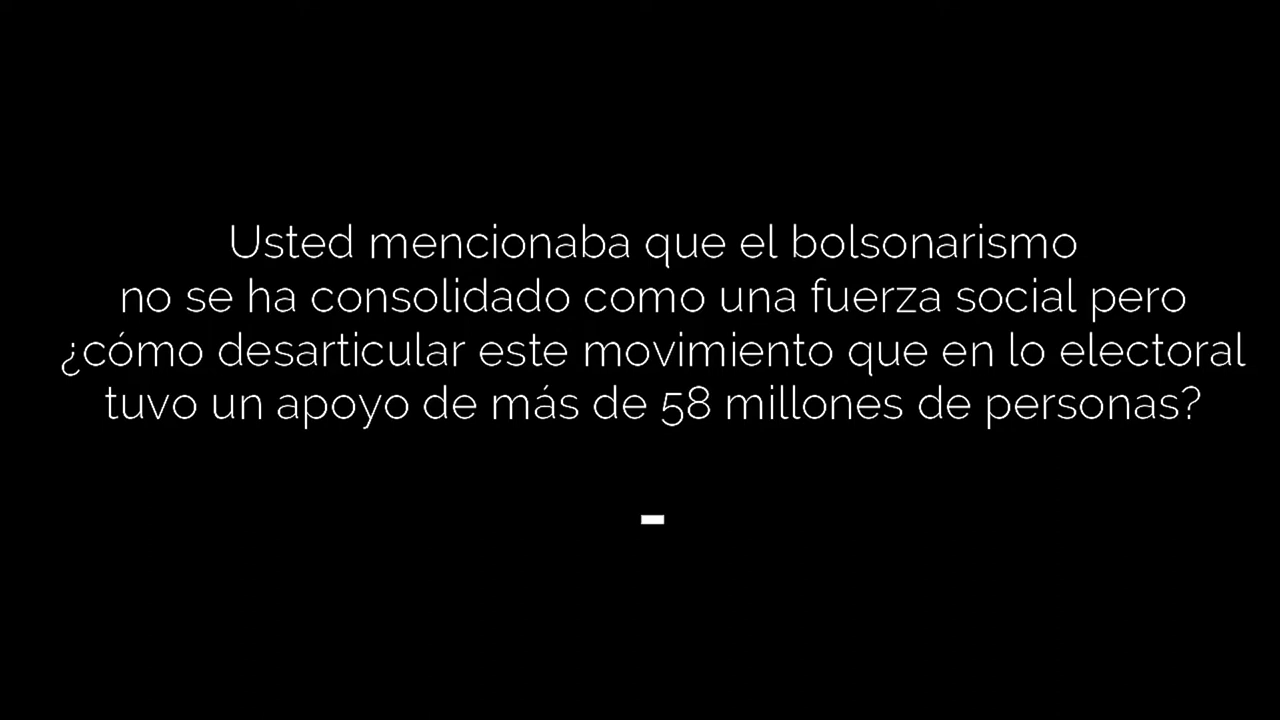 Usted mencionaba que el bolsonarismo
no se ha consolidado como una fuerza social pero
¿cómo desarticular este movimiento que en lo electoral
tuvo un apoyo de más de 58 millones de personas?
-